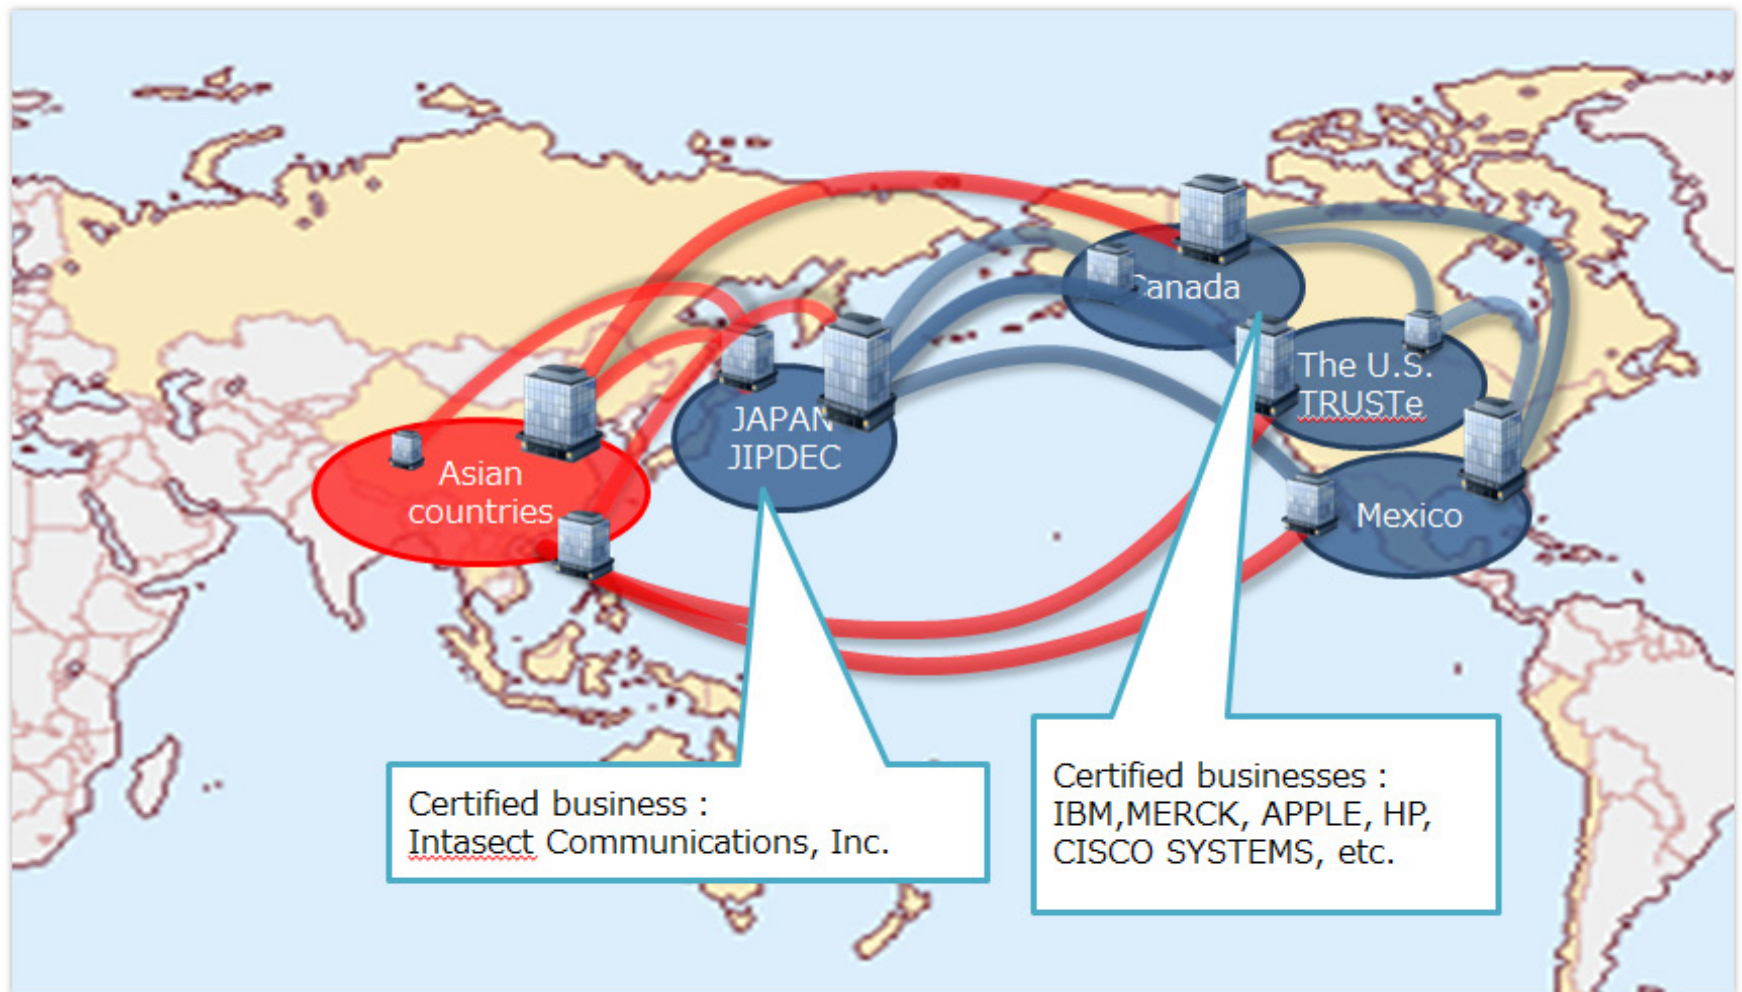 Canada
The U.S.
TRUSTe
JAPAN
JIPDEC
Asian
countries
Mexico
Certified business :
Intasect Communications, Inc.
Certified businesses :
IBM,MERCK, APPLE, HP,
CISCO SYSTEMS, etc.